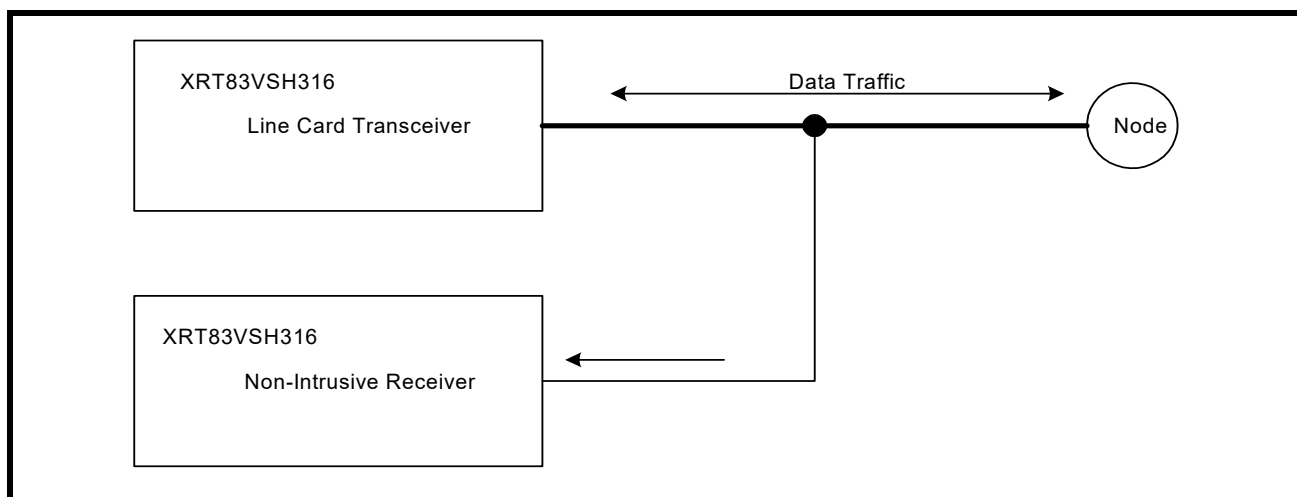 XRT83VSH316
Line Card Transceiver
Data Traffic
Node
XRT83VSH316
Non-Intrusive Receiver